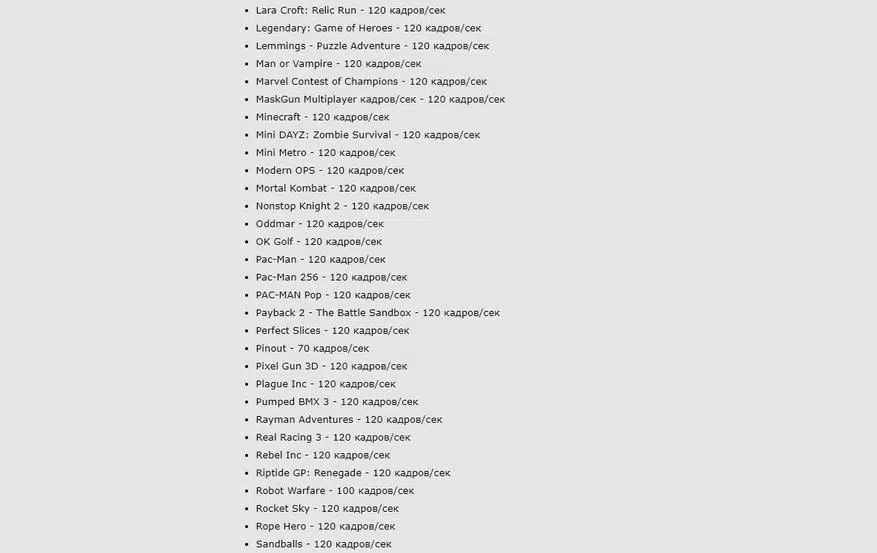 Lara Croft: Relic Run - 120 кадров/сек
Legendary: Game of Heroes - 120 кадров/сек
Lemmings - Puzzle Adventure - 120 кадров/сек
Man or Vampire - 120 кадров/сек
Marvel Contest of Champions - 120 кадров/сек
MaskGun Multiplayer кадров/сек - 120 кадров/сек
Minecraft - 120 кадров/сек
Mini DAYZ: Zombie Survival - 120 кадров/сек
Mini Metro - 120 кадров/сек
Modern OPS - 120 кадров/сек
Mortal Kombat - 120 кадров/сек
Nonstop Knight 2 - 120 кадров/сек
Oddmar - 120 кадров/сек
OK Golf - 120 кадров/сек
Pac-Man - 120 кадров/сек
Pac-Man 256 - 120 кадров/сек
PAC-MAN Pop - 120 кадров/сек
Payback 2 - The Battle Sandbox - 120 кадров/сек
Perfect Slices - 120 кадров/сек
Pinout - 70 кадров/сек
Pixel Gun 3D - 120 кадров/сек
Plague Inc - 120 кадров/сек
Pumped BMX 3 - 120 кадров/сек
Rayman Adventures - 120 кадров/сек
Real Racing 3 - 120 кадров/сек
Rebel Inc - 120 кадров/сек
Riptide GP: Renegade - 120 кадров/сек
Robot Warfare - 100 кадров/сек
Rocket Sky - 120 кадров/сек
Rope Hero - 120 кадров/сек
Sandballs - 120 кадров/сек